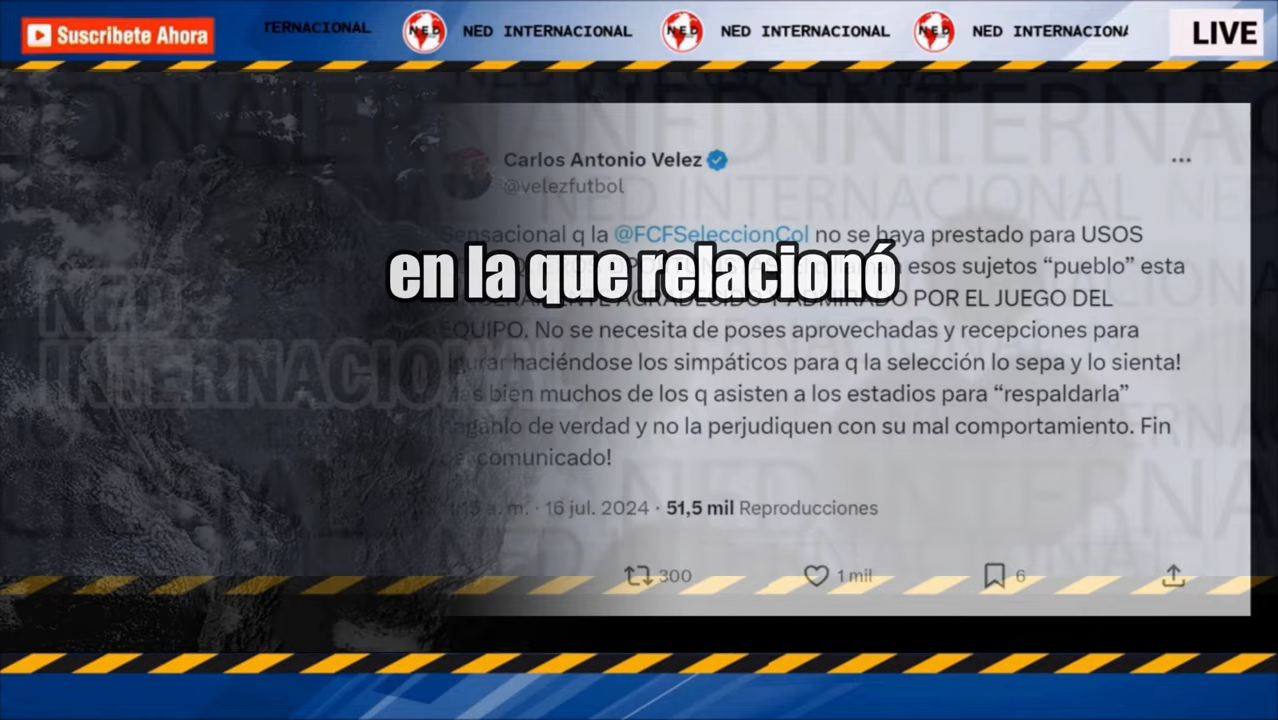 Suscribete Ahora
NED INTERNACIONAL
NED INTERNACIONAL
LIVE
Carlos Antonio Velez
@velezfutbol
Sensacional q la @FCFSeleccionCol no se haya prestado para USOS
esos sujetos “pueblo” esta
en la que relacionó
AGRADECIDO Y ADMIRADO POR EL JUEGO DEL
EQUIPO. No se necesita de poses aprovechadas y recepciones para
haciéndose los simpáticos para q la selección lo sepa y lo sienta!
bien muchos de los q asisten a los estadios para “respaldarla”
háganlo de verdad y no la perjudiquen con su mal comportamiento. Fin
comunicado!
a. m. · 16 jul. 2024 · 51,5 mil Reproducciones
300 1 mil 6
NED
INTERNACIONAL